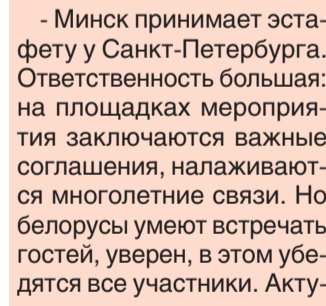 - Минск принимает эста-
фету у Санкт-Петербурга.
Ответственность большая:
на площадках мероприя-
тия заключаются важные
соглашения, налаживают-
ся многолетние связи. Но
белорусы умеют встречать
гостей, уверен, в этом убе-
дятся все участники. Акту-